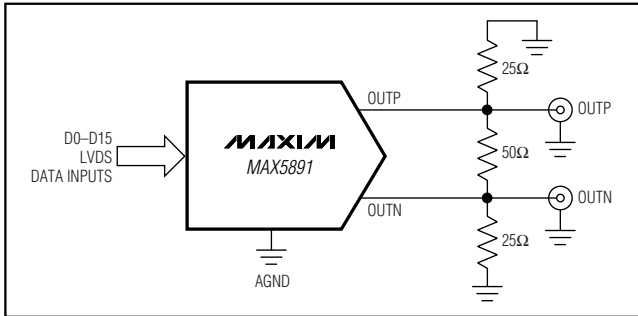 25Ω
OUTP
OUTP
D0–D15
LVDS
DATA INPUTS
MAXIM
MAX5891
50Ω
OUTN
OUTN
25Ω
AGND